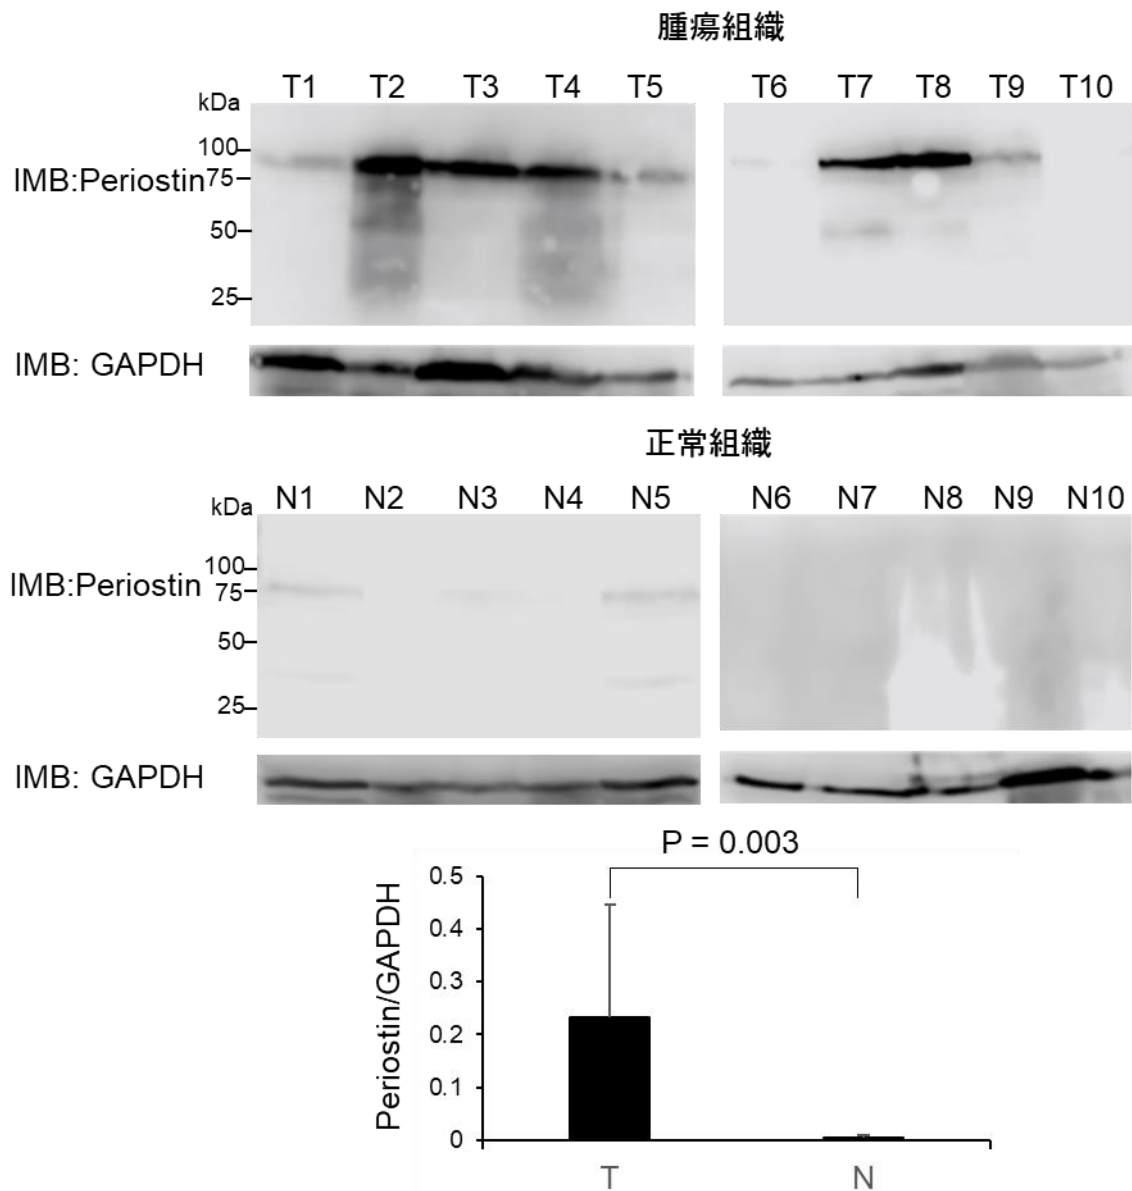 腫瘍組織
T1 T2 T3 T4 T5 T6 T7 T8 T9 T10
kDa
100
IMB:Periostin
75
50
25
IMB: GAPDH
正常組織
N1 N2 N3 N4 N5 N6 N7 N8 N9 N10
kDa
100
IMB:Periostin
75
50
25
IMB: GAPDH
P = 0.003
Periostin/GAPDH
0.5
0.4
0.3
0.2
0.1
0
T N